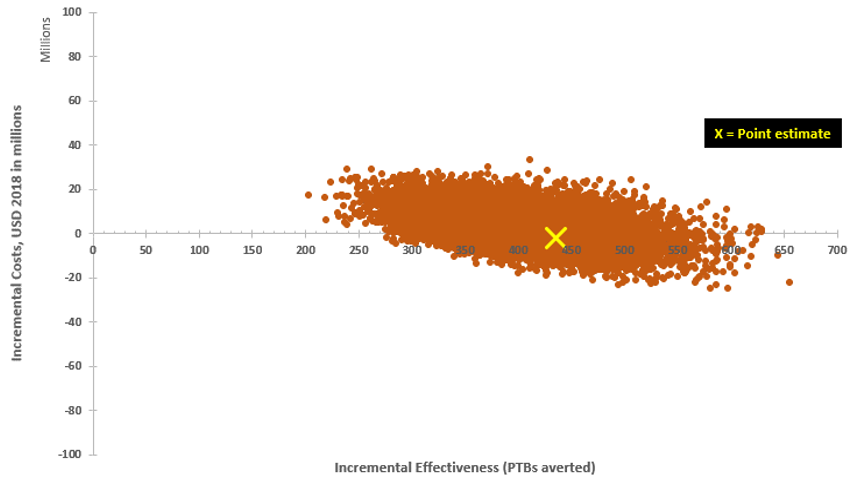 Millions
Incremental Costs, USD 2018 in millions
100
80
60
40
20
0
-20
-40
-60
-80
-100
0 50 100 150 200 250 300 350 400 450 500 550 600 650 700
X = Point estimate
Incremental Effectiveness (PTBs averted)